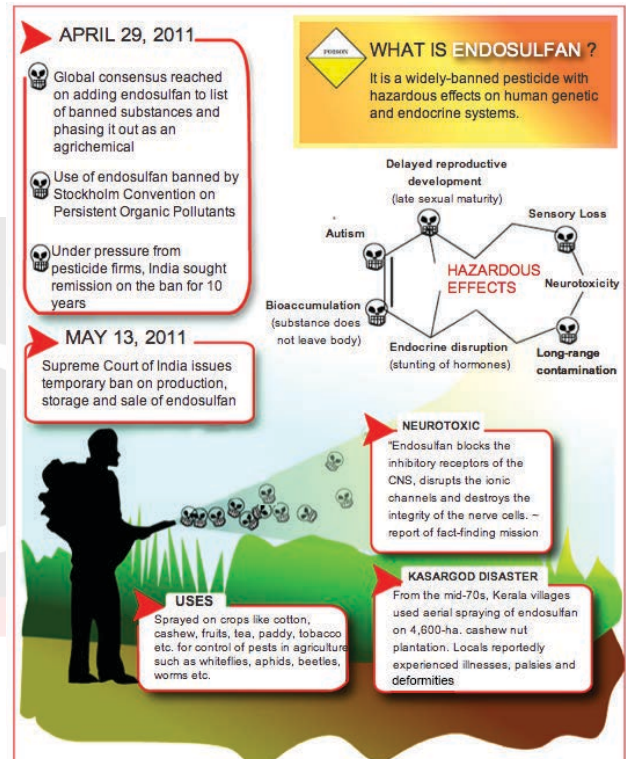 APRIL 29, 2011
Global consensus reached
on adding endosulfan to list
of banned substances and
phasing it out as an
agrichemical
Use of endosulfan banned by
Stockholm Convention on
Persistent Organic Pollutants
Under pressure from
pesticide firms, India sought
remission on the ban for 10
years
MAY 13, 2011
Supreme Court of India issues
temporary ban on production,
storage and sale of endosulfan
POISON
WHAT IS ENDOSULFAN ?
It is a widely-banned pesticide with
hazardous effects on human genetic
and endocrine systems.
Delayed reproductive
development
(late sexual maturity)
Sensory Loss
Autism
HAZARDOUS
EFFECTS
Neurotoxicity
Bioaccumulation
(substance does
not leave body)
Endocrine disruption
(stunting of hormones)
Long-range
contamination
NEUROTOXIC
"Endosulfan blocks the
inhibitory receptors of the
CNS, disrupts the ionic
channels and destroys the
integrity of the nerve cells. –
report of fact-finding mission
KASARGOD DISASTER
From the mid-70s, Kerala villages
used aerial spraying of endosulfan
on 4,600-ha. cashew nut
plantation. Locals reportedly
experienced illnesses, palsies and
deformities
USES
Sprayed on crops like cotton,
cashew, fruits, tea, paddy, tobacco
etc. for control of pests in agriculture
such as whiteflies, aphids, beetles,
worms etc.